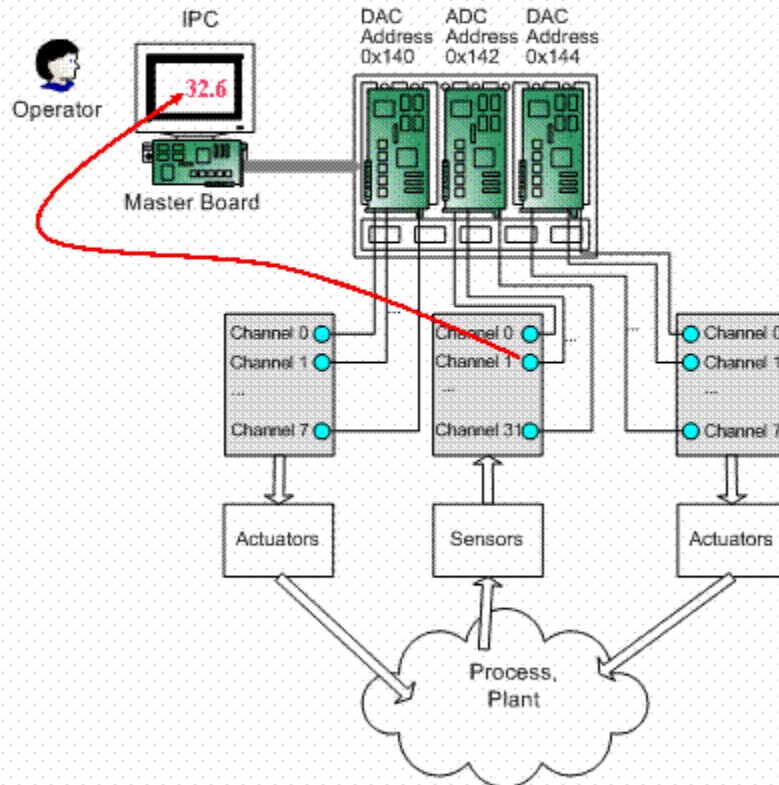 IPC
DAC
Address
0x140
ADC
Address
0x142
DAC
Address
0x144
32.6
Operator
Master Board
...
...
...
Channel 0
Channel 1
...
Channel 7
Channel 0
Channel 1
...
Channel 31
Channel 0
Channel 1
...
Channel 7
Actuators
Sensors
Actuators
Process,
Plant